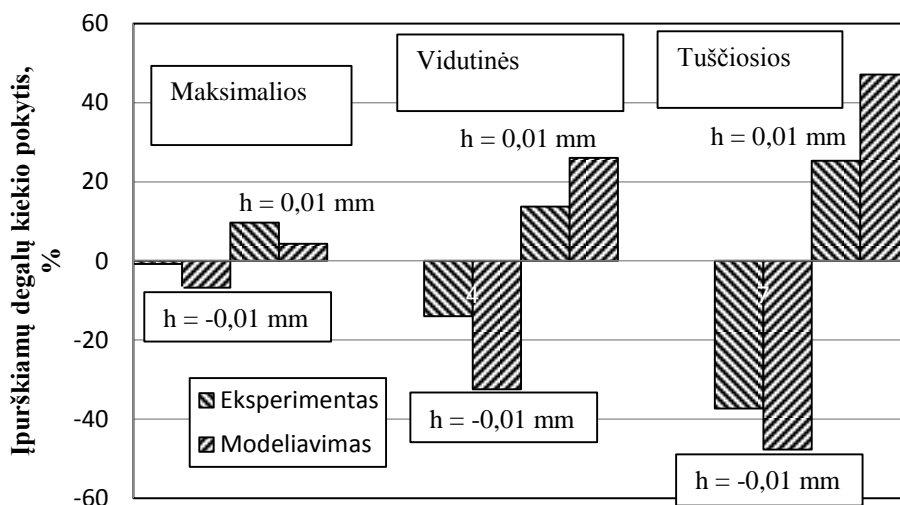 Įpurškiamų degalų kiekio pokytis,
%
60
40
20
0
-20
-40
-60
Maksimalios
Vidutinės
Tuščiosios
h = 0,01 mm
h = 0,01 mm
h = 0,01 mm
4
7
h = -0,01 mm
h = -0,01 mm
h = -0,01 mm
Eksperimentas
Modeliavimas